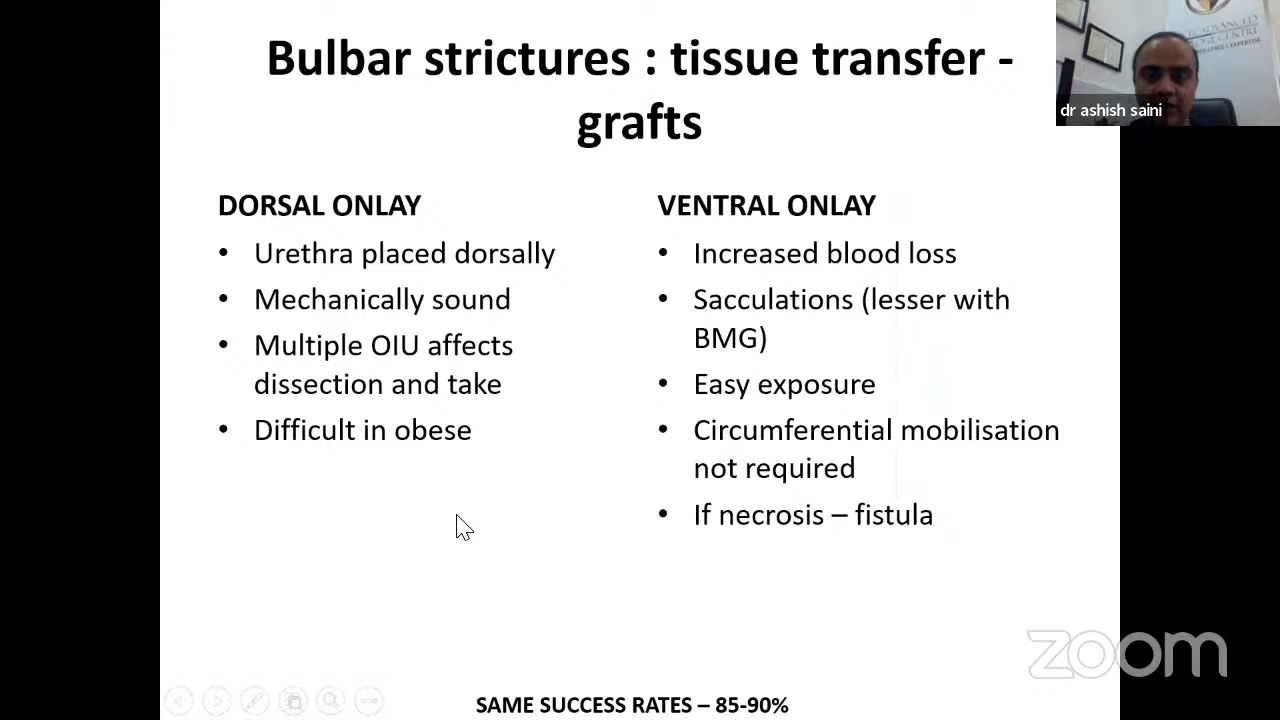 Bulbar strictures : tissue transfer -
grafts
dr ashish saini
DORSAL ONLAY
• Urethra placed dorsally
• Mechanically sound
• Multiple OIU affects
dissection and take
• Difficult in obese
VENTRAL ONLAY
• Increased blood loss
• Sacculations (lesser with
BMG)
• Easy exposure
• Circumferential mobilisation
not required
• If necrosis – fistula
SAME SUCCESS RATES – 85-90%
zoom